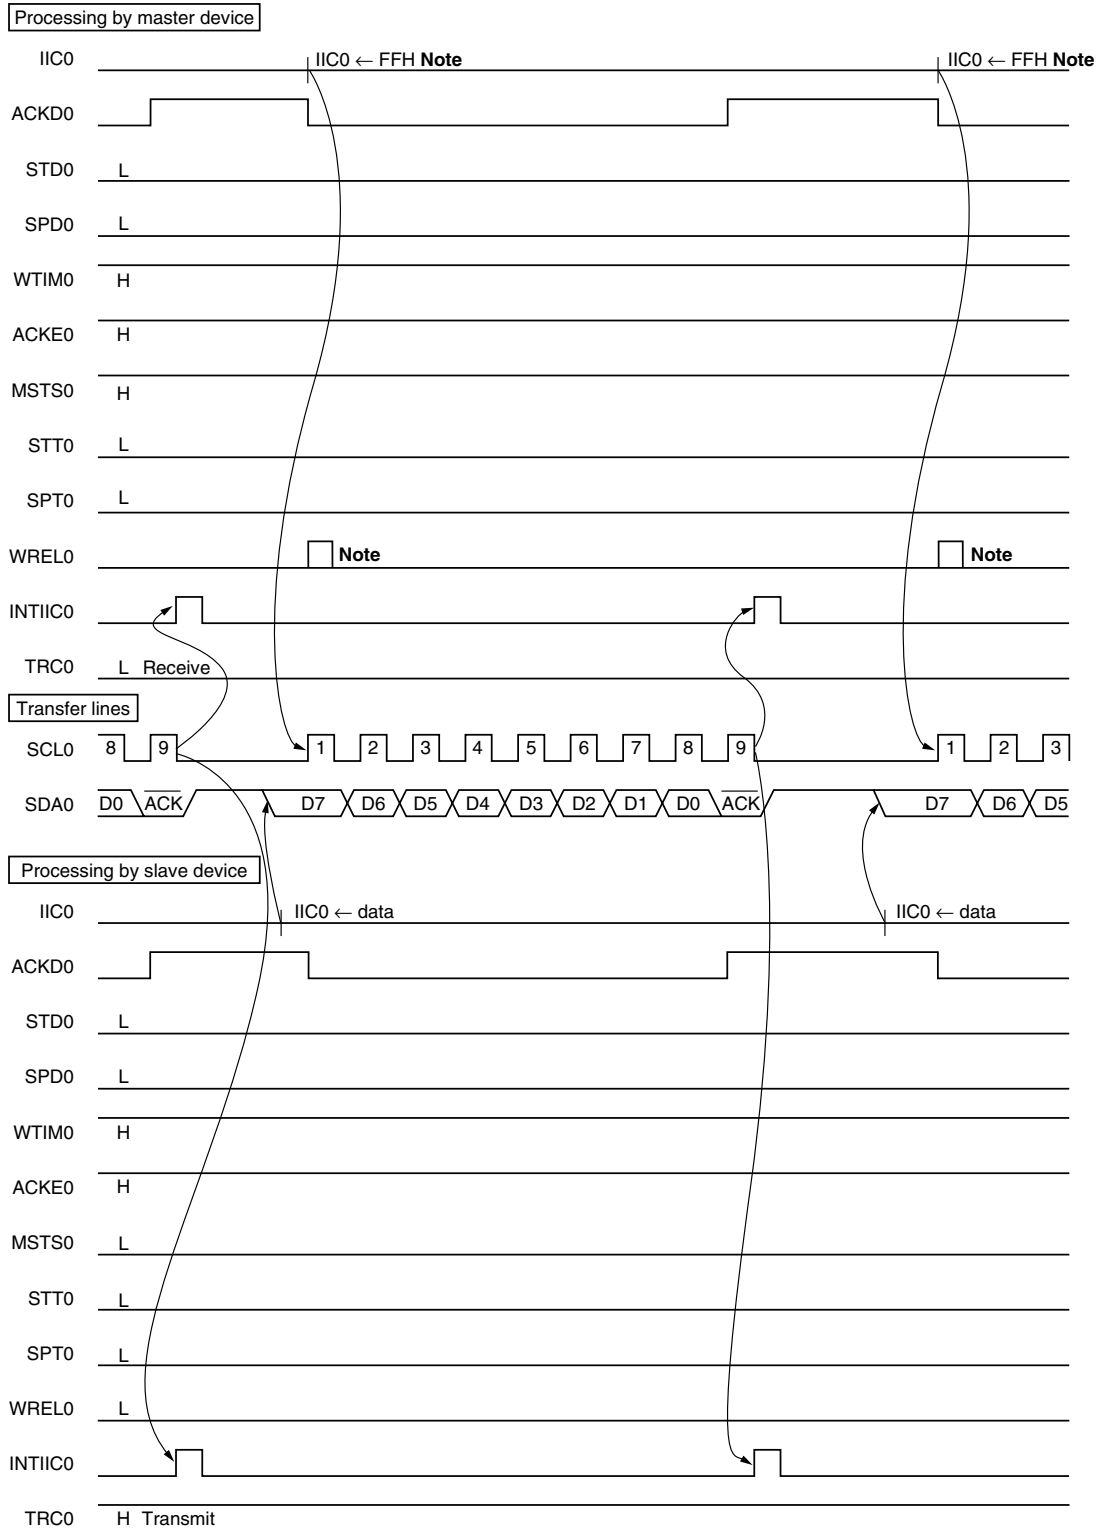 Processing by master device
IIC0 IIC0 ← FFH Note IIC0 ← FFH Note
ACKD0
STD0 L
SPD0 L
WTIM0 H
ACKE0 H
MSTS0 H
STT0 L
SPT0 L
WREL0 Note Note
INTIIC0
TRC0 L Receive
Transfer lines
SCL0 8 9 1 2 3 4 5 6 7 8 9 1 2 3
SDA0 D0 ACK D7 D6 D5 D4 D3 D2 D1 D0 ACK D7 D6 D5
Processing by slave device
IIC0 IIC0 ← data IIC0 ← data
ACKD0
STD0 L
SPD0 L
WTIM0 H
ACKE0 H
MSTS0 L
STT0 L
SPT0 L
WREL0 L
INTIIC0
TRC0 H Transmit